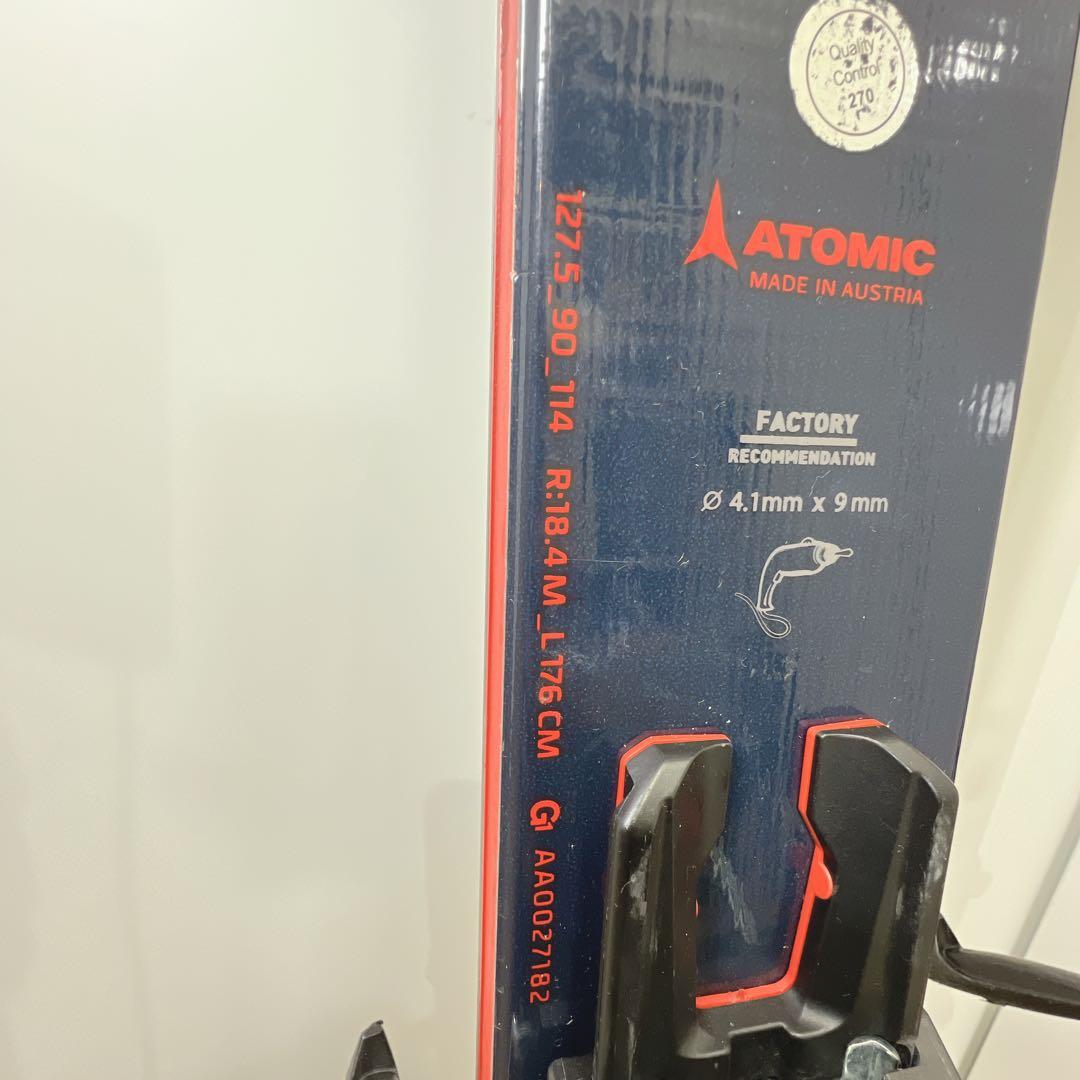 Quality
Control
270
ATOMIC
MADE IN AUSTRIA
FACTORY
RECOMMENDATION
Ø 4.1mm x 9mm
127.5_90_114 R:18.4M_L176CM G1 AA0027182